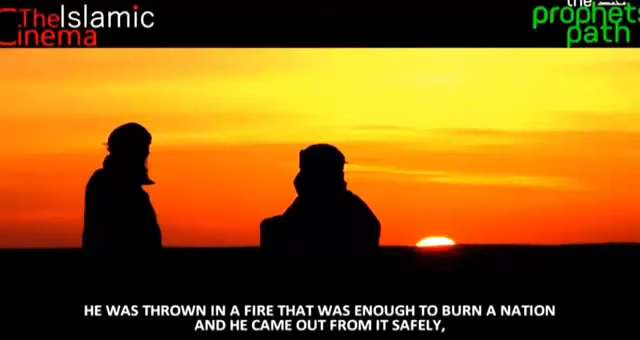 The Islamic
Cinema
the
prophets
path
HE WAS THROWN IN A FIRE THAT WAS ENOUGH TO BURN A NATION
AND HE CAME OUT FROM IT SAFELY,